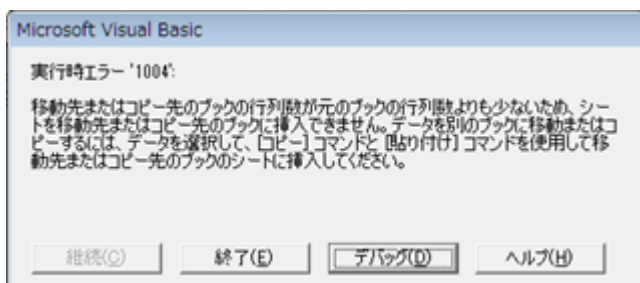 Microsoft Visual Basic
実行時エラー '1004':
移動先またはコピー先のブックの行列数が元のブックの行列数よりも少ないため、シー
トを移動先またはコピー先のブックに挿入できません。データを別のブックに移動またはコ
ピーするには、データを選択して、[コピー] コマンドと [貼り付け] コマンドを使用して移
動先またはコピー先のブックのシートに挿入してください。
継続(C) 終了(E) デバッグ(D) ヘルプ(H)